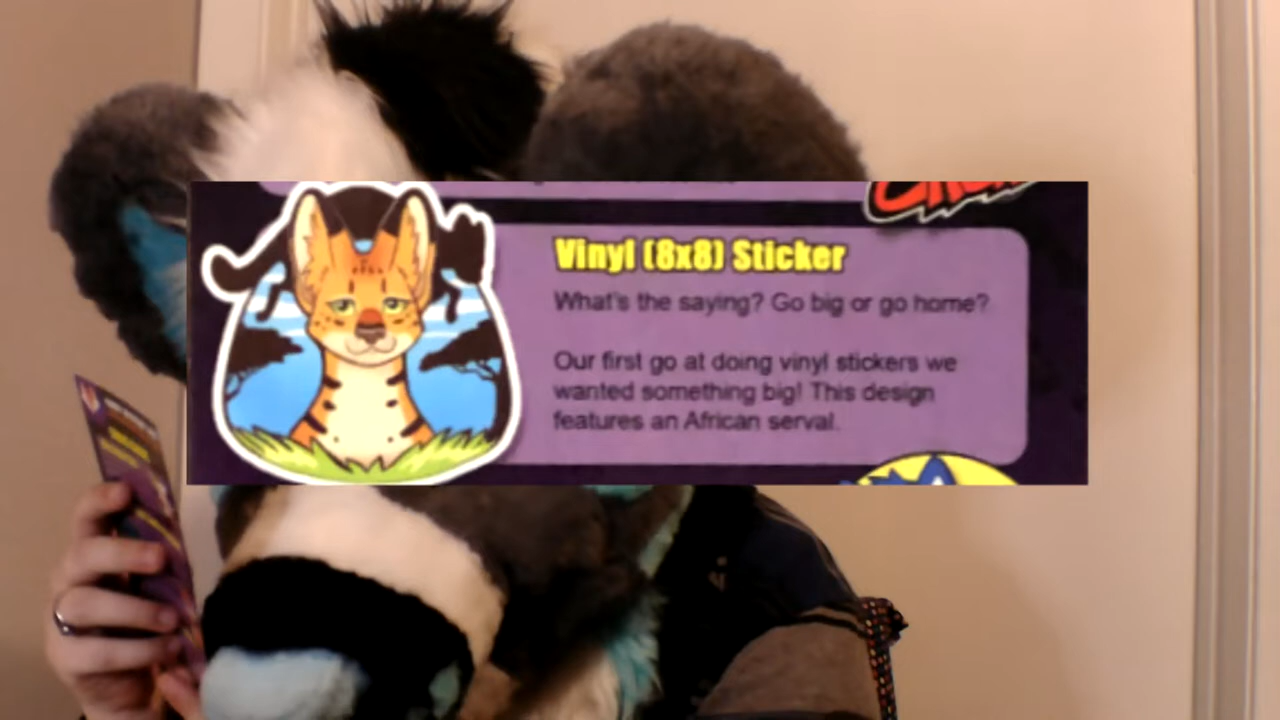 Vinyl (8x8) Sticker
What's the saying? Go big or go home?
Our first go at doing vinyl stickers we
wanted something big! This design
features an African serval.